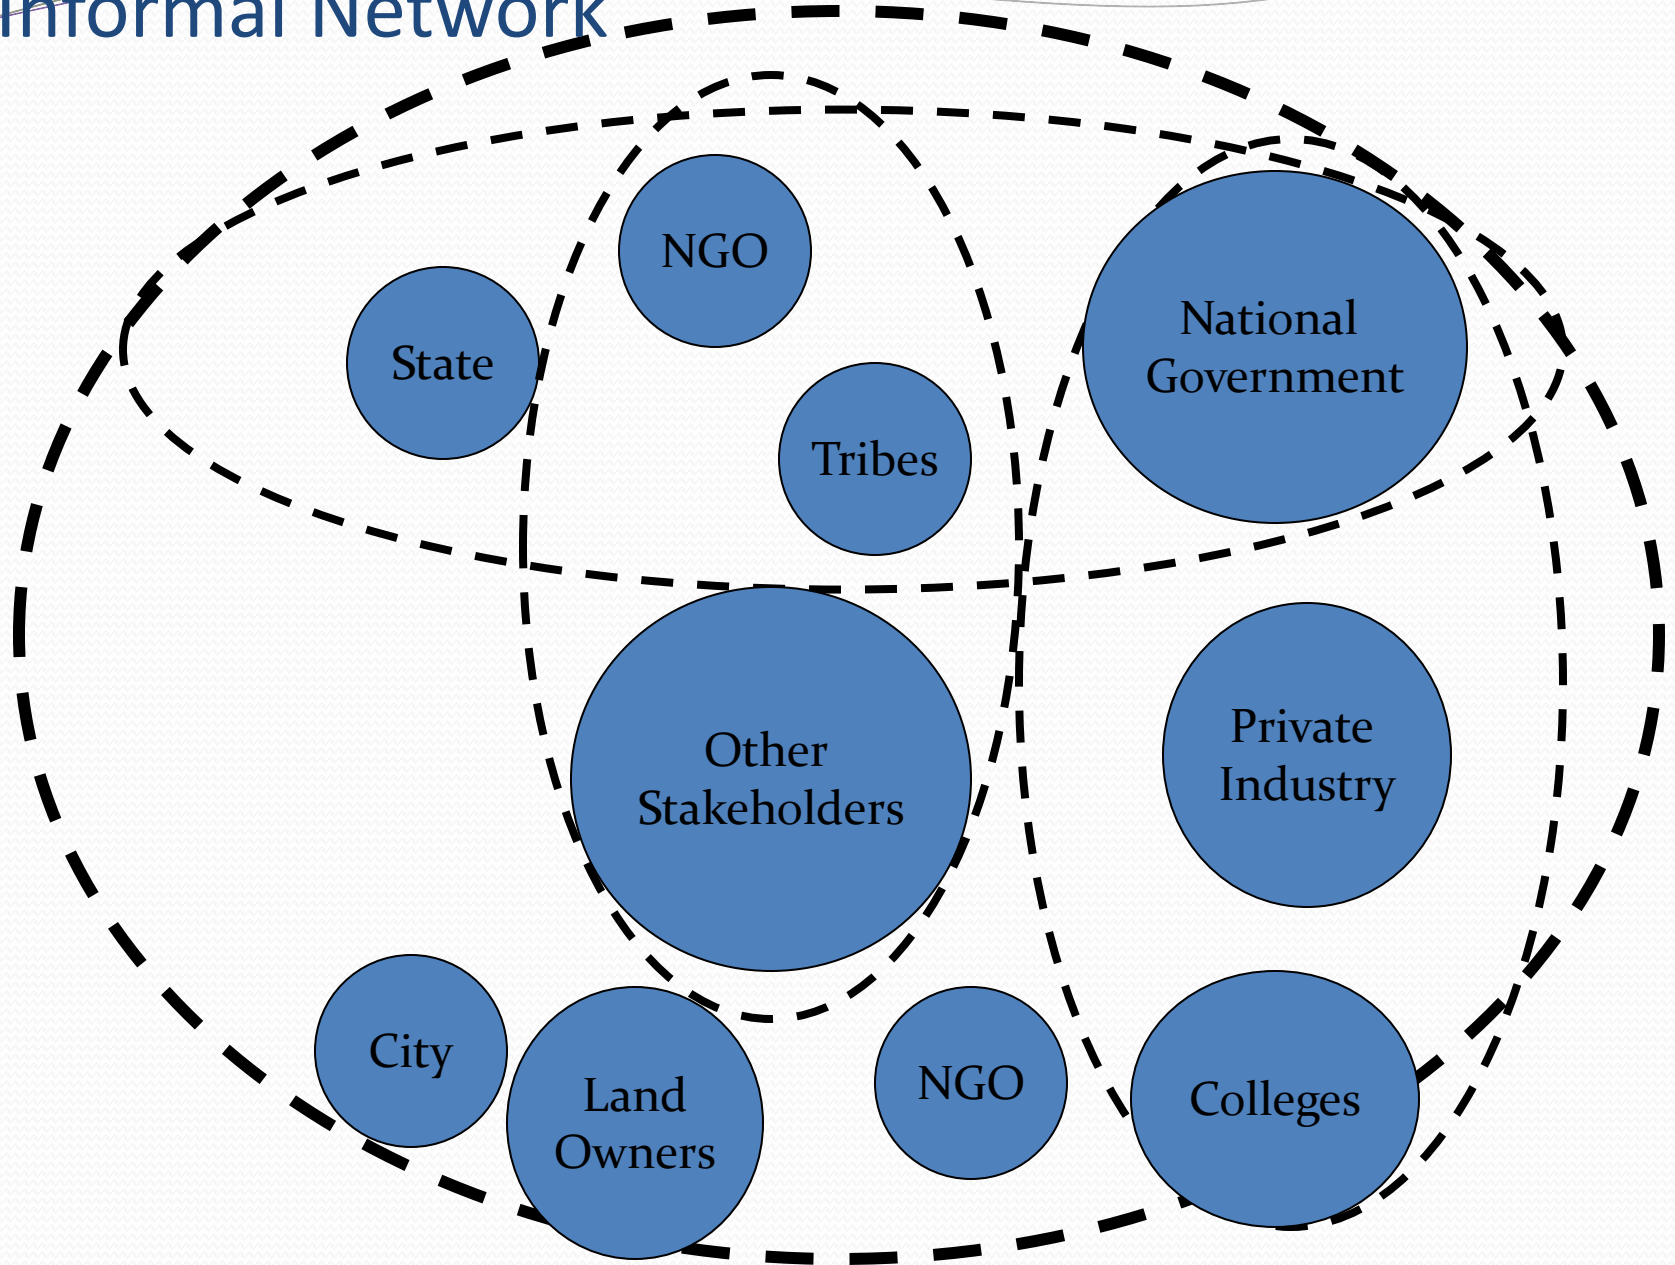 Informal Network
NGO
State
National
Government
Tribes
Other
Stakeholders
Private
Industry
City
Land
Owners
NGO
Colleges